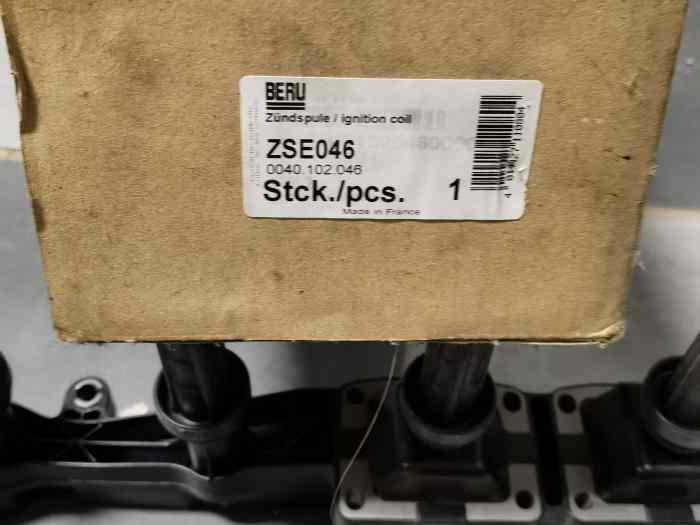 BERU
Zündspule / ignition coil
ZSE046
0040.102.046
Stck./pcs. 1
Made in France